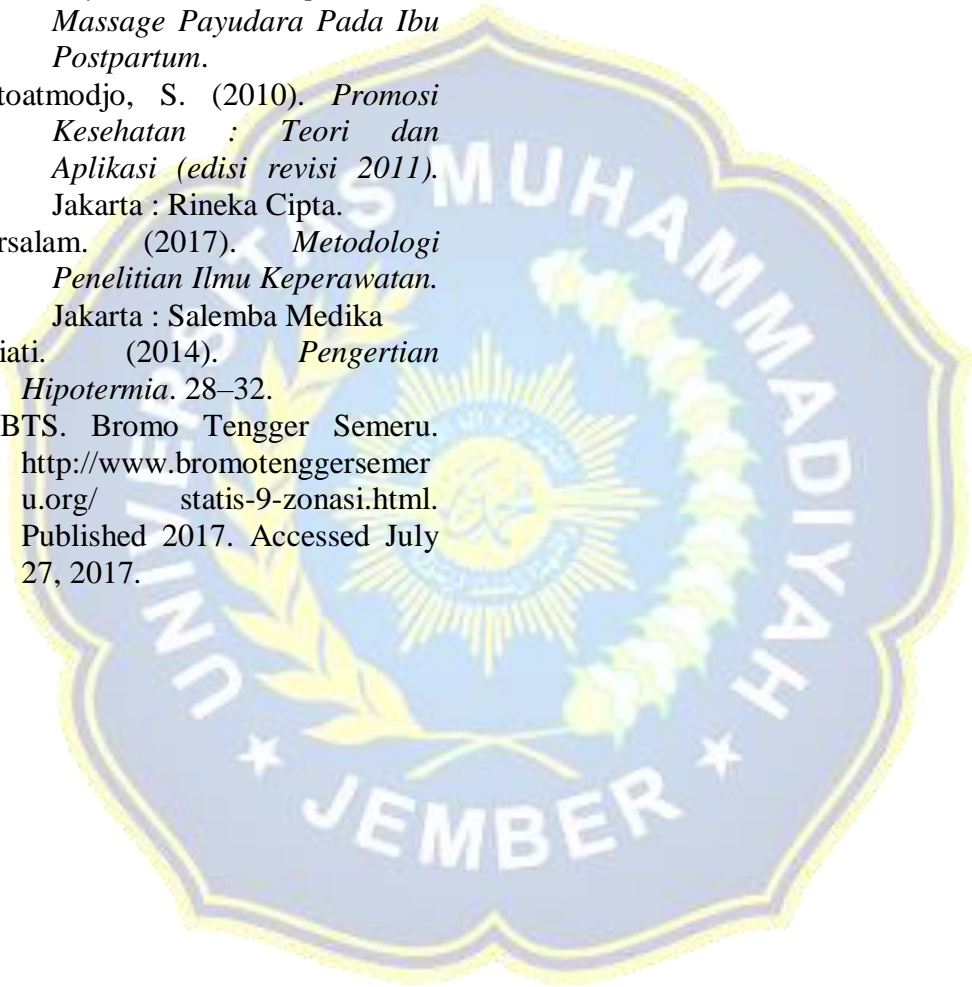 Massage Payudara Pada Ibu
Postpartum.
toatmodjo, S. (2010). Promosi
Kesehatan : Teori dan
Aplikasi (edisi revisi 2011).
Jakarta : Rineka Cipta.
rsalam. (2017). Metodologi
Penelitian Ilmu Keperawatan.
Jakarta : Salemba Medika
iati. (2014). Pengertian
Hipotermia. 28–32.
BTS. Bromo Tengger Semeru.
http://www.bromotenggersemer
u.org/ statis-9-zonasi.html.
Published 2017. Accessed July
27, 2017.
UNIVERSITAS MUHAMMADIYAH
JEMBER